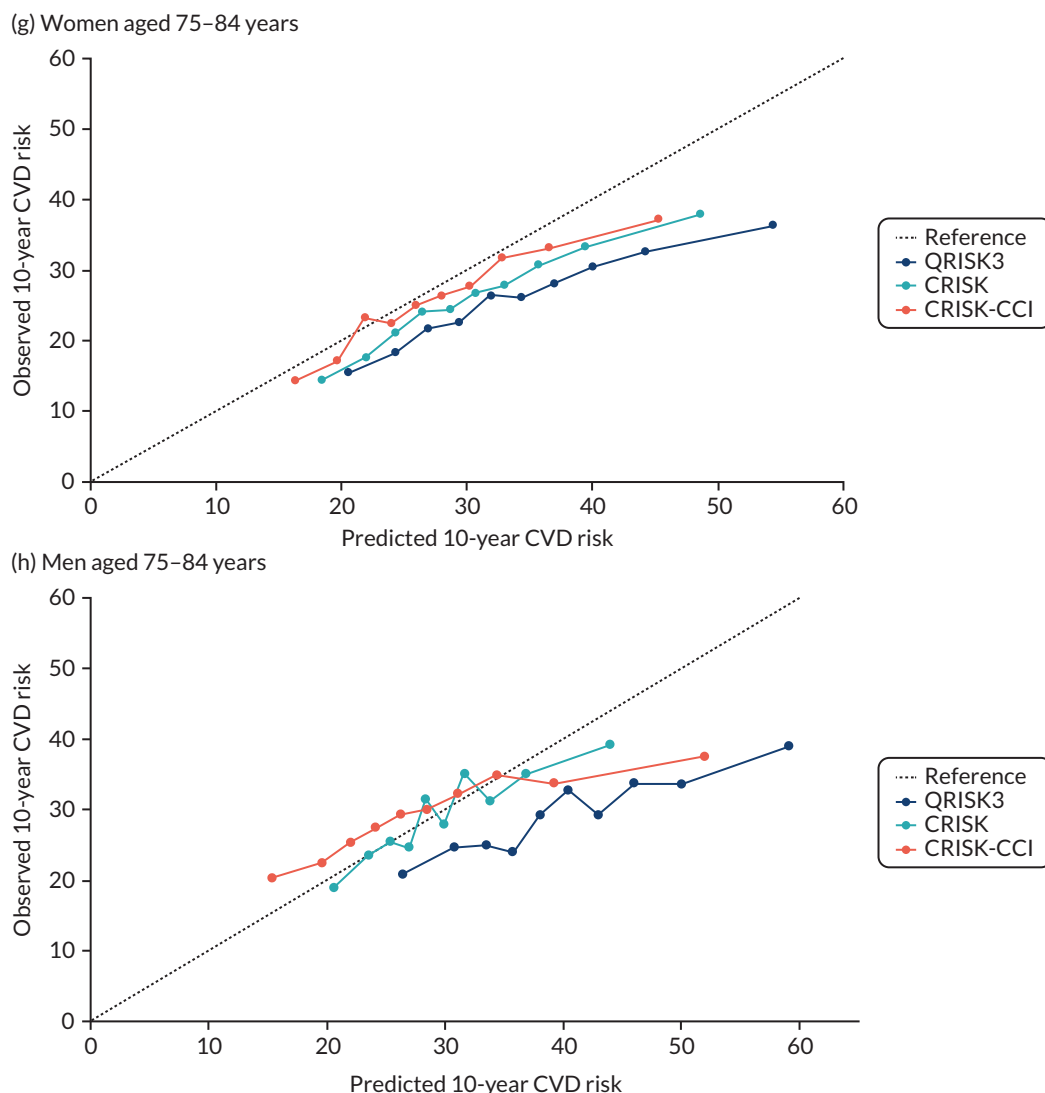 (g) Women aged 75–84 years
60
50
40
30
20
10
0
Observed 10-year CVD risk
0 10 20 30 40 50 60
Predicted 10-year CVD risk
Reference
QRISK3
CRISK
CRISK-CCI
(h) Men aged 75–84 years
60
50
40
30
20
10
0
Observed 10-year CVD risk
0 10 20 30 40 50 60
Predicted 10-year CVD risk
Reference
QRISK3
CRISK
CRISK-CCI